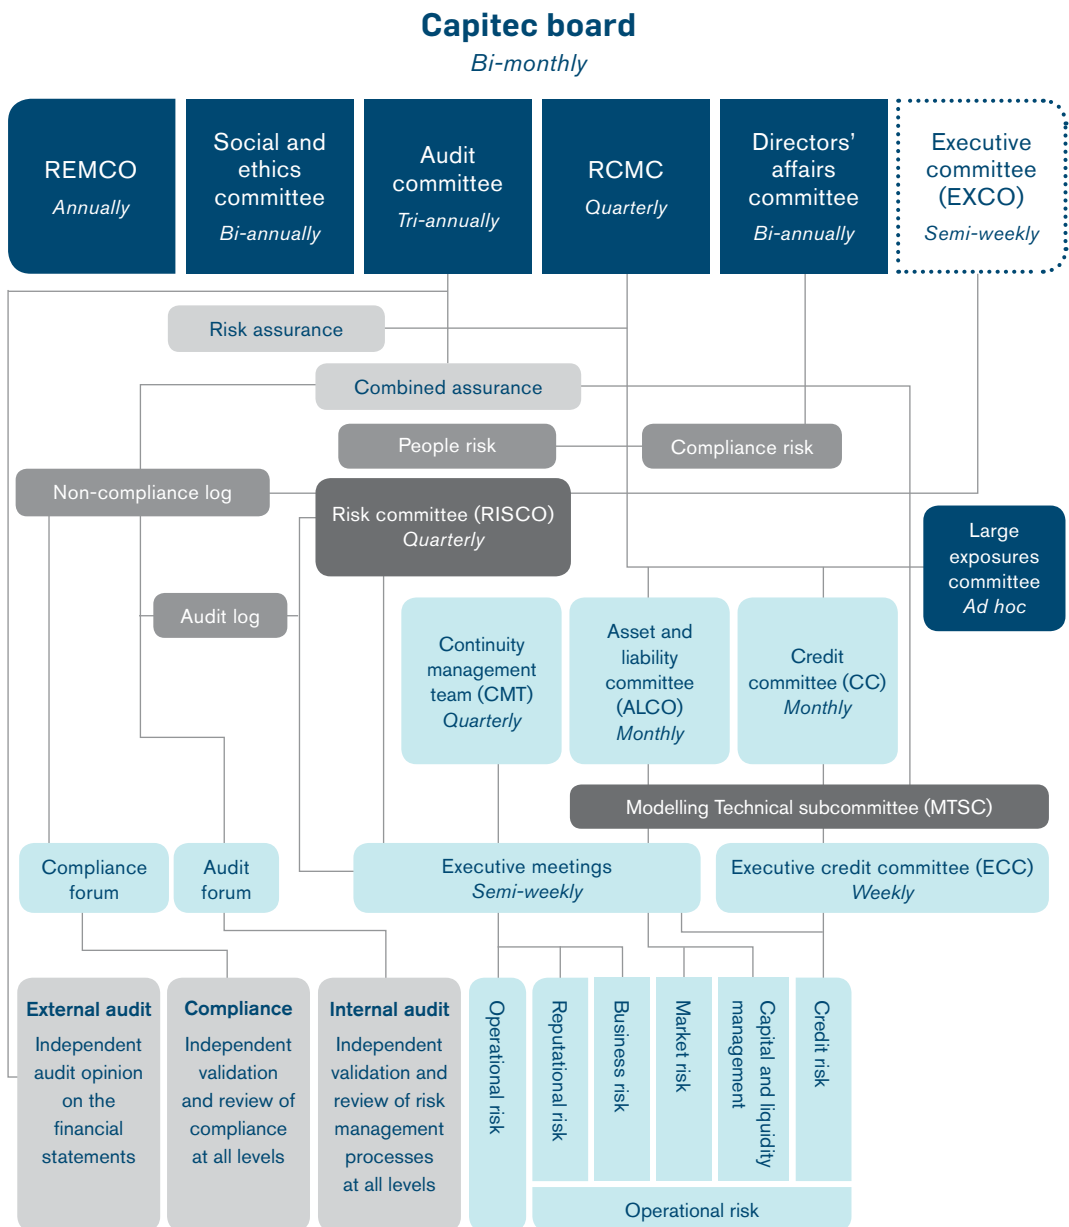 Capitec board
Bi-monthly
REMCO
Annually
Social and
ethics
committee
Bi-annually
Audit
committee
Tri-annually
RCMC
Quarterly
Directors’
affairs
committee
Bi-annually
Executive
committee
(EXCO)
Semi-weekly
Risk assurance
Combined assurance
People risk
Compliance risk
Non-compliance log
Risk committee (RISCO)
Quarterly
Large
exposures
committee
Ad hoc
Audit log
Continuity
management
team (CMT)
Quarterly
Asset and
liability
committee
(ALCO)
Monthly
Credit
committee (CC)
Monthly
Modelling Technical subcommittee (MTSC)
Compliance
forum
Audit
forum
Executive meetings
Semi-weekly
Executive credit committee (ECC)
Weekly
External audit
Independent
audit opinion
on the
financial
statements
Compliance
Independent
validation
and review of
compliance
at all levels
Internal audit
Independent
validation and
review of risk
management
processes
at all levels
Operational risk
Reputational risk
Business risk
Market risk
Capital and liquidity
management
Credit risk
Operational risk